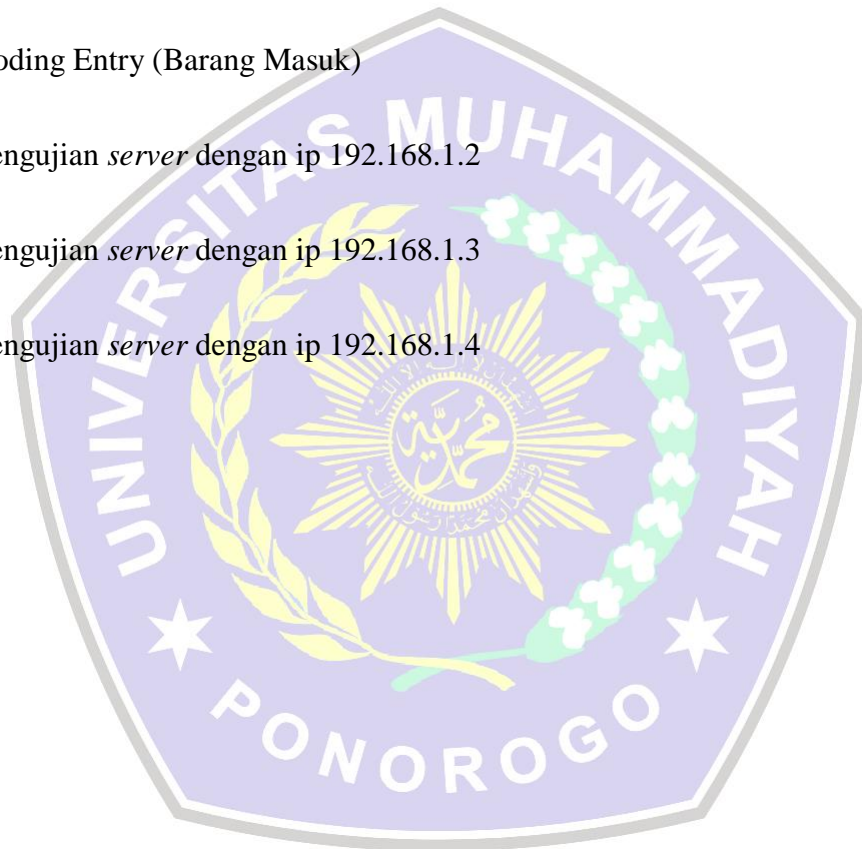 oding Entry (Barang Masuk)
engujian server dengan ip 192.168.1.2
engujian server dengan ip 192.168.1.3
engujian server dengan ip 192.168.1.4
UNIVERSITAS MUHAMMADIYAH
PONOROGO
محمدية